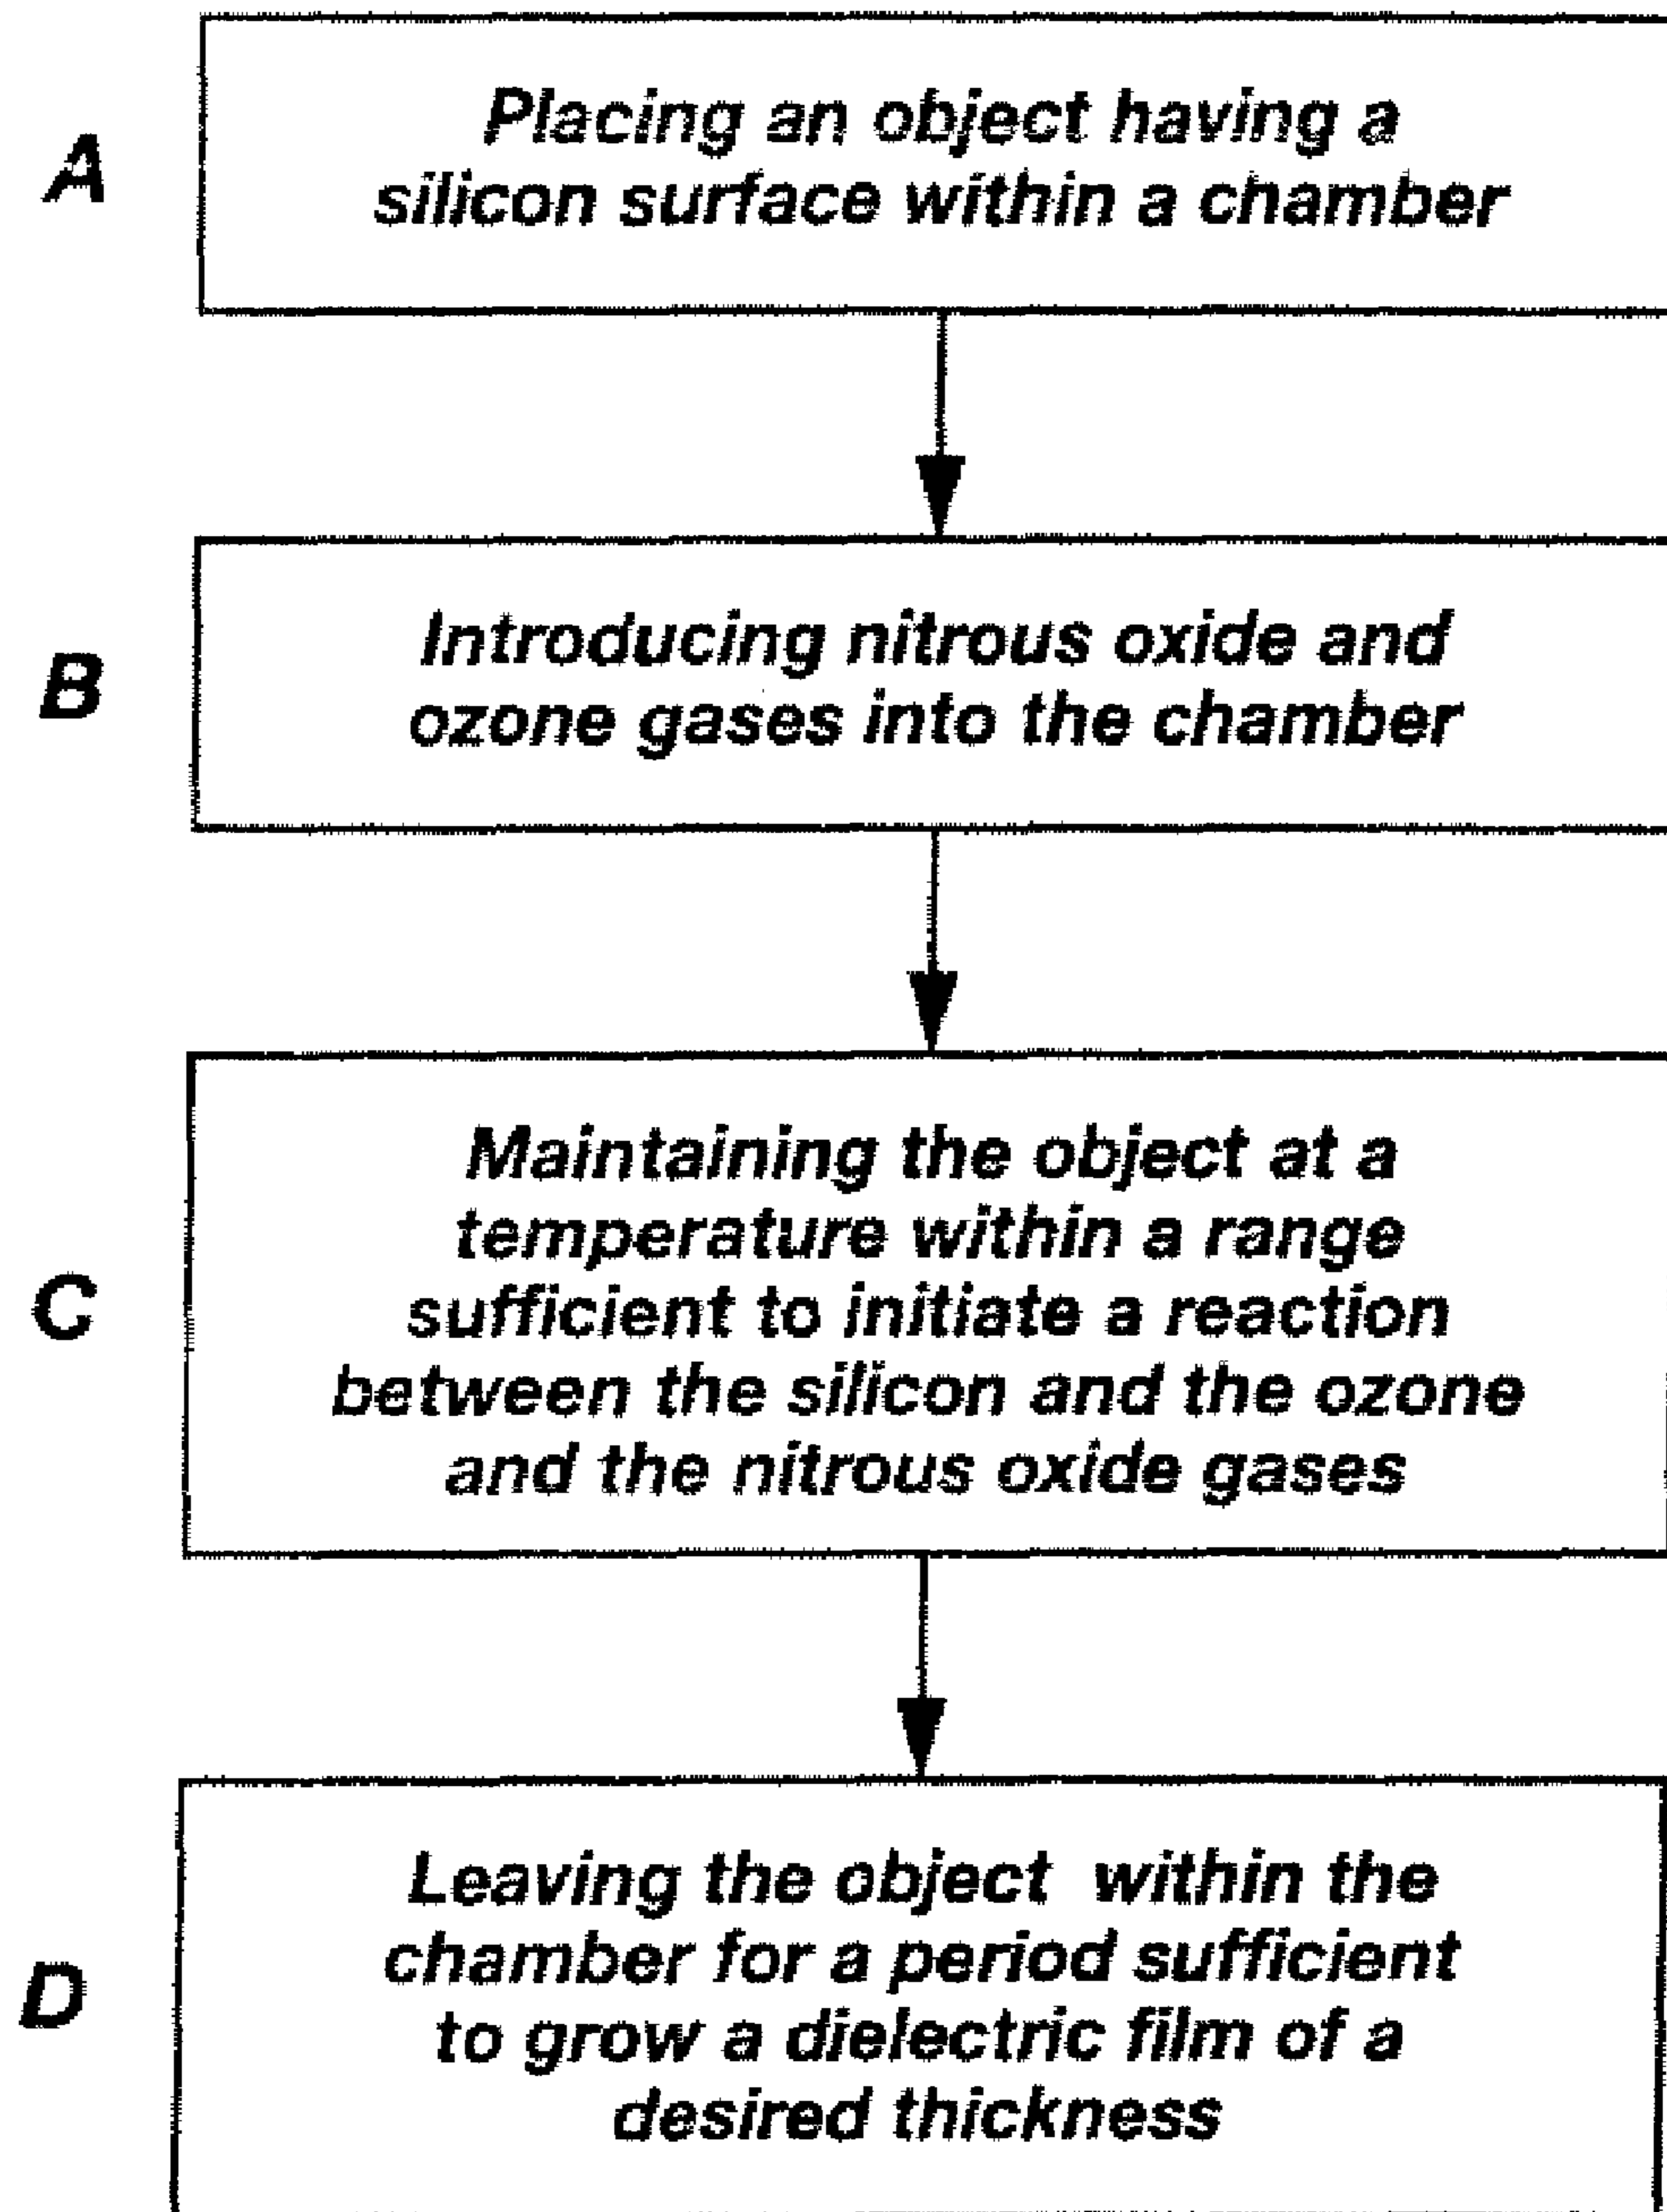 A
Placing an object having a
silicon surface within a chamber
B
Introducing nitrous oxide and
ozone gases into the chamber
C
Maintaining the object at a
temperature within a range
sufficient to initiate a reaction
between the silicon and the ozone
and the nitrous oxide gases
D
Leaving the object within the
chamber for a period sufficient
to grow a dielectric film of a
desired thickness